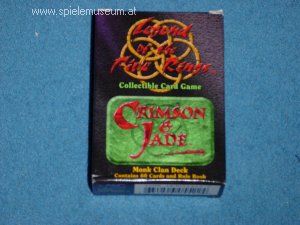 www.spielemuseum.at
Legend
of the
Five Rings
Collectible Card Game
CRIMSON
& JADE
Monk Clan Deck
Contains 60 Cards and Rule Book